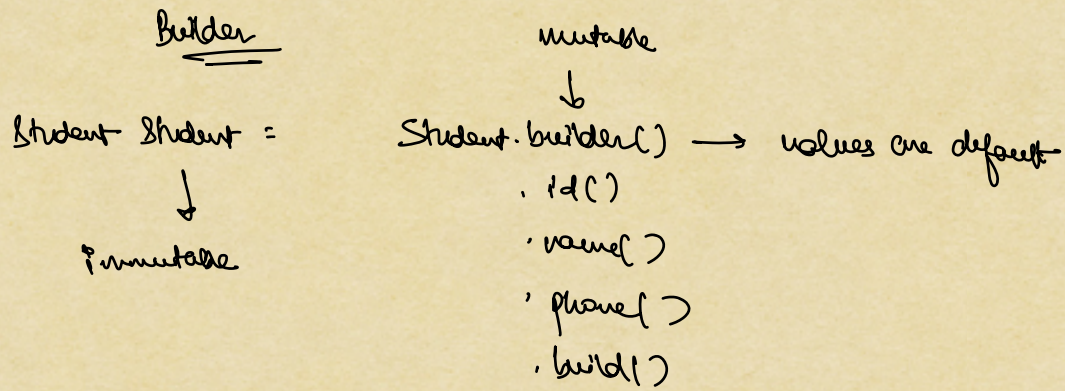 Builder
mutable
Student Student = Student.builder() → values are default
.id()
immutable
.name()
.phone()
.build()